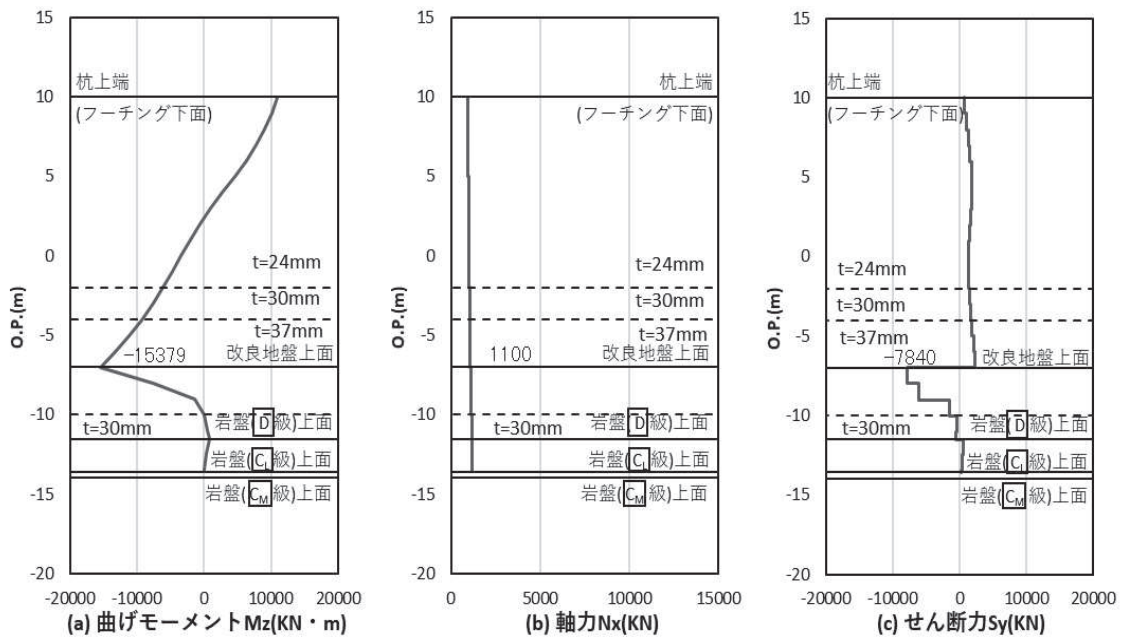 15
10
5
0
-5
-10
-15
-20
O.P.(m)
杭上端
(フーチング下面)
t=24mm
t=30mm
t=37mm
-15379
改良地盤上面
岩盤(D級)上面
t=30mm
岩盤(CL級)上面
岩盤(CM級)上面
-20000 -10000 0 10000 20000
(a) 曲げモーメントMz(KN・m)
15
10
5
0
-5
-10
-15
-20
O.P.(m)
杭上端
(フーチング下面)
t=24mm
t=30mm
t=37mm
1100
改良地盤上面
t=30mm
岩盤(D級)上面
岩盤(CL級)上面
岩盤(CM級)上面
0 5000 10000 15000
(b) 軸力Nx(KN)
15
10
5
0
-5
-10
-15
-20
O.P.(m)
杭上端
(フーチング下面)
t=24mm
t=30mm
t=37mm
-7840
改良地盤上面
t=30mm
岩盤(D級)上面
岩盤(CL級)上面
岩盤(CM級)上面
-20000 -10000 0 10000 20000
(c) せん断力Sy(KN)